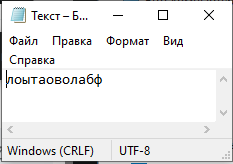 Текст – Б...
Файл Правка Формат Вид
Справка
лоытаоволабф
Windows (CRLF) UTF-8